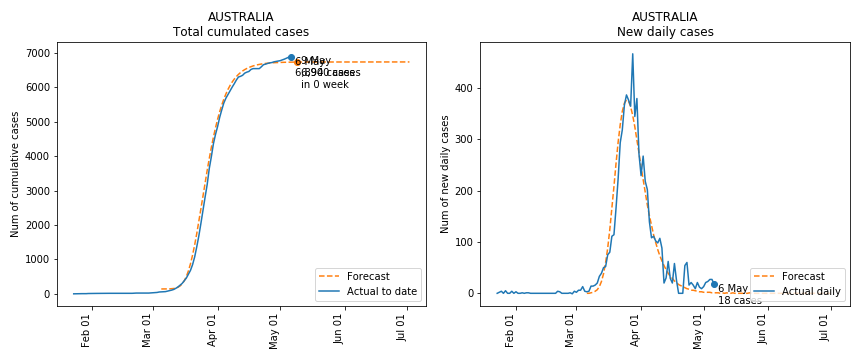 AUSTRALIA
Total cumulated cases
Num of cumulative cases
7000
6000
5000
4000
3000
2000
1000
0
Feb 01
Mar 01
Apr 01
May 01
Jun 01
Jul 01
6 May
9 May
cases
in 0 week
Forecast
Actual to date
AUSTRALIA
New daily cases
Num of new daily cases
400
300
200
100
0
Feb 01
Mar 01
Apr 01
May 01
Jun 01
Jul 01
6 May
18 cases
Forecast
Actual daily